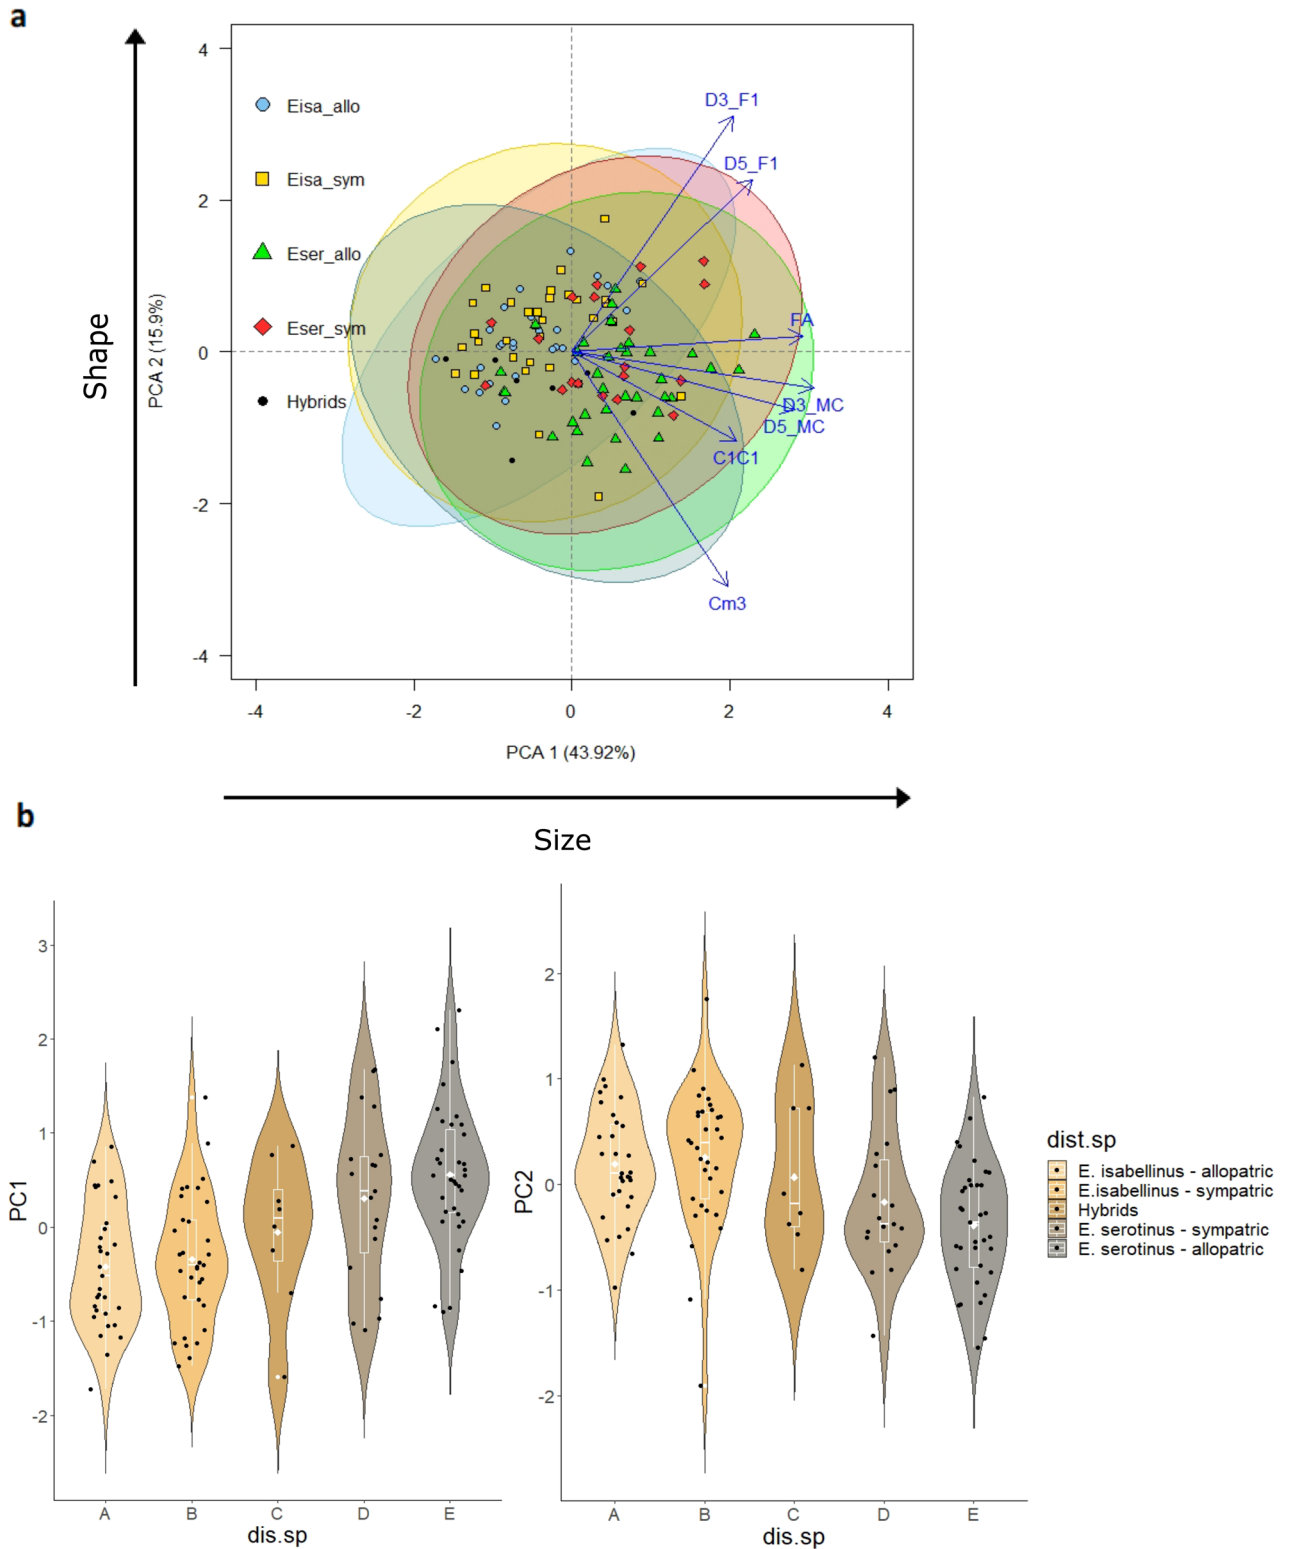 a
Shape
PCA 2 (15.9%)
4
2
0
-2
-4
Eisa_allo
Eisa_sym
Eser_allo
Eser_sym
Hybrids
D3_F1
D5_F1
FA
D3_MC
D5_MC
C1C1
Cm3
-4
-2
0
2
4
PCA 1 (43.92%)
Size
b
PC1
3
2
1
0
-1
-2
A
B
C
D
E
dis.sp
PC2
2
1
0
-1
-2
A
B
C
D
E
dis.sp
dist.sp
E. isabellinus - allopatric
E.isabellinus - sympatric
Hybrids
E. serotinus - sympatric
E. serotinus - allopatric